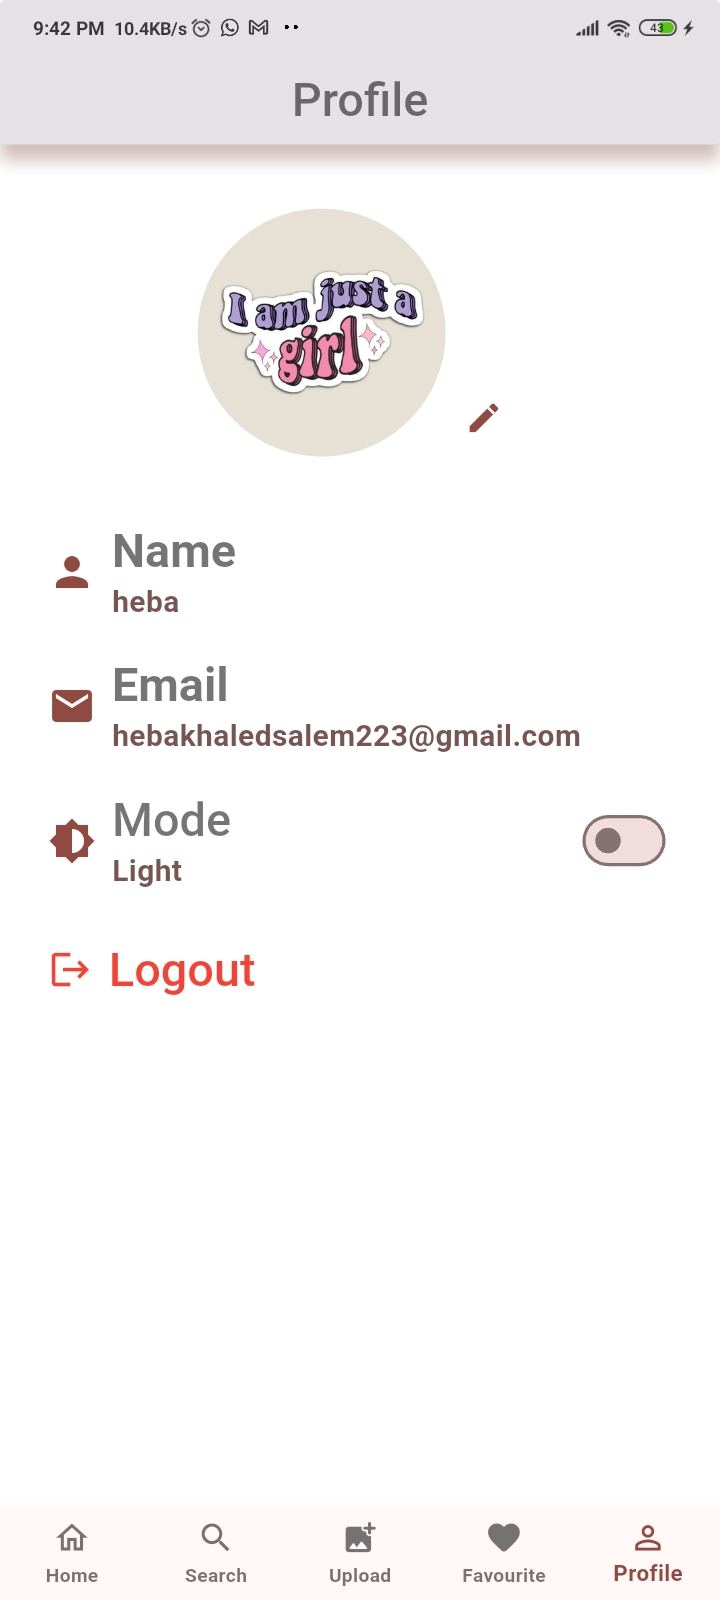 9:42 PM 10.4KB/s 43
Profile
I am just a
girl
Name
heba
Email
hebakhaledsalem223@gmail.com
Mode
Light
Logout
Home Search Upload Favourite Profile